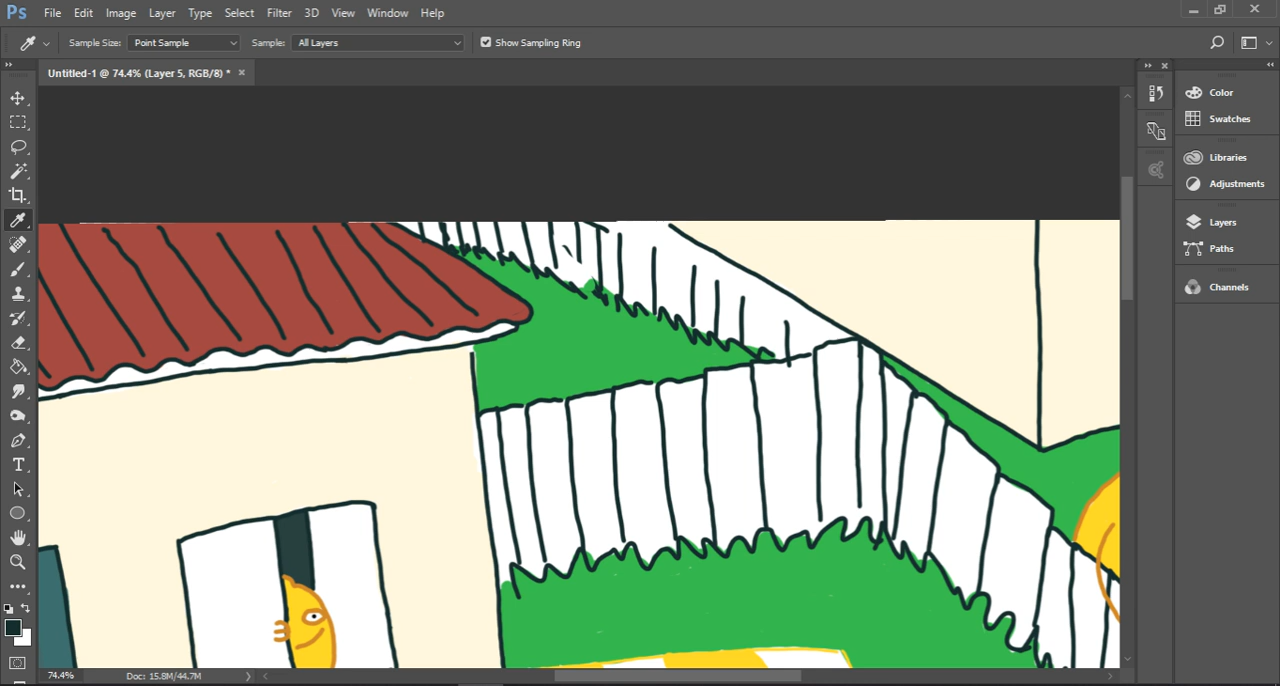 Ps File Edit Image Layer Type Select Filter 3D View Window Help
Sample Size: Point Sample Sample: All Layers Show Sampling Ring
Untitled-1 @ 74.4% (Layer 5, RGB/8) *
Color
Swatches
Libraries
Adjustments
Layers
Paths
Channels
T
74.4% Doc: 15.8M/44.7M